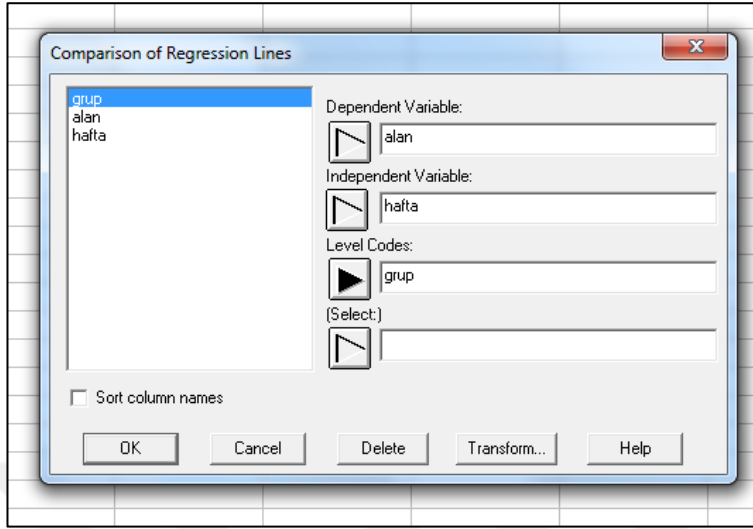 Comparison of Regression Lines
grup
alan
hafta
Dependent Variable:
alan
Independent Variable:
hafta
Level Codes:
grup
(Select:)
Sort column names
OK
Cancel
Delete
Transform...
Help